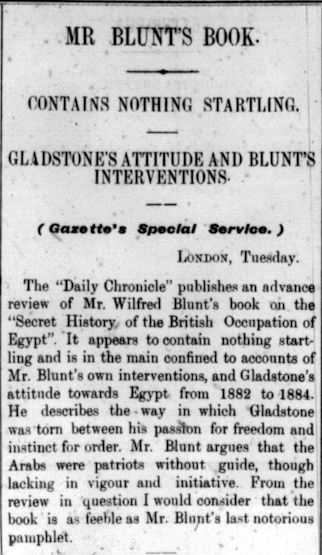 MR BLUNT'S BOOK.
CONTAINS NOTHING STARTLING.
GLADSTONE'S ATTITUDE AND BLUNT'S
INTERVENTIONS.
(Gazette's Special Service.)
LONDON, Tuesday.
The "Daily Chronicle" publishes an advance
review of Mr. Wilfred Blunt's book on the
"Secret History of the British Occupation of
Egypt". It appears to contain nothing start-
ling and is in the main confined to accounts of
Mr. Blunt's own interventions, and Gladstone's
attitude towards Egypt from 1882 to 1884.
He describes the way in which Gladstone
was torn between his passion for freedom and
instinct for order. Mr. Blunt argues that the
Arabs were patriots without guide, though
lacking in vigour and initiative. From the
review in question I would consider that the
book is as feeble as Mr. Blunt's last notorious
pamphlet.